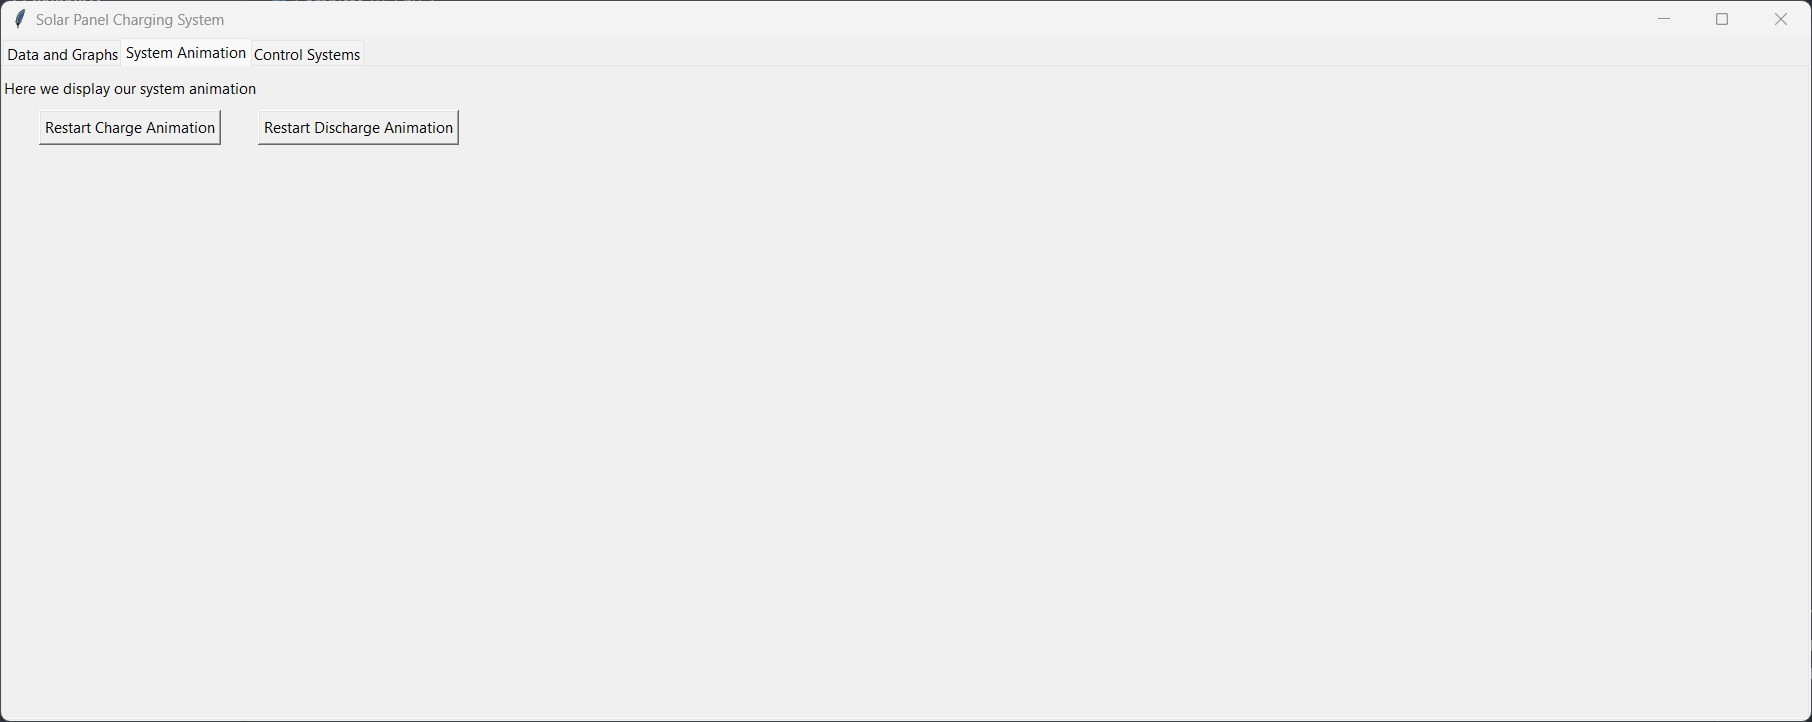 Solar Panel Charging System
Data and Graphs System Animation Control Systems
Here we display our system animation
Restart Charge Animation Restart Discharge Animation